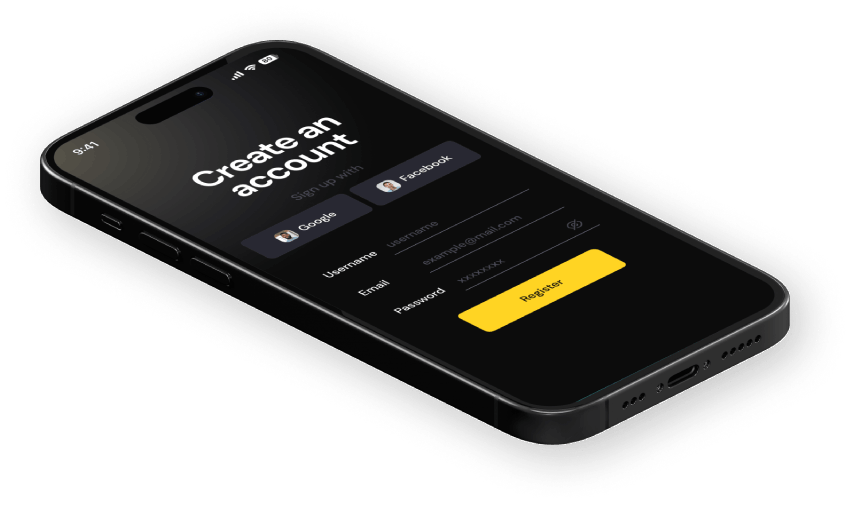 9:41
60
Create an
account
Sign up with
Google
Facebook
Username
username
Email
example@mail.com
Password
xxxxxxxx
Register